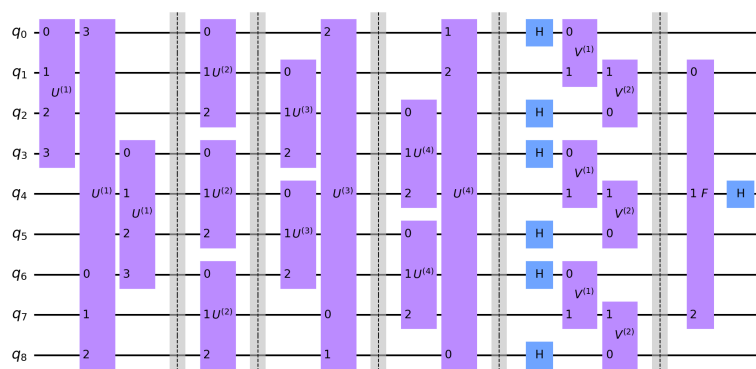 q0 0 3 0 2 1 H 0
V(1)
q1 1 1 U(2) 0 2 1 1 0
U(1) V(2)
q2 2 2 1 U(3) 0 H 0
q3 3 0 0 2 1 U(4) H 0
V(1)
q4 U(1) 1 1 U(2) 0 U(3) 2 U(4) 1 1 1 F H
U(1) V(2)
q5 2 2 1 U(3) 0 H 0
q6 0 3 0 2 1 U(4) H 0
V(1)
q7 1 1 U(2) 0 2 1 1 2
V(2)
q8 2 2 1 0 H 0